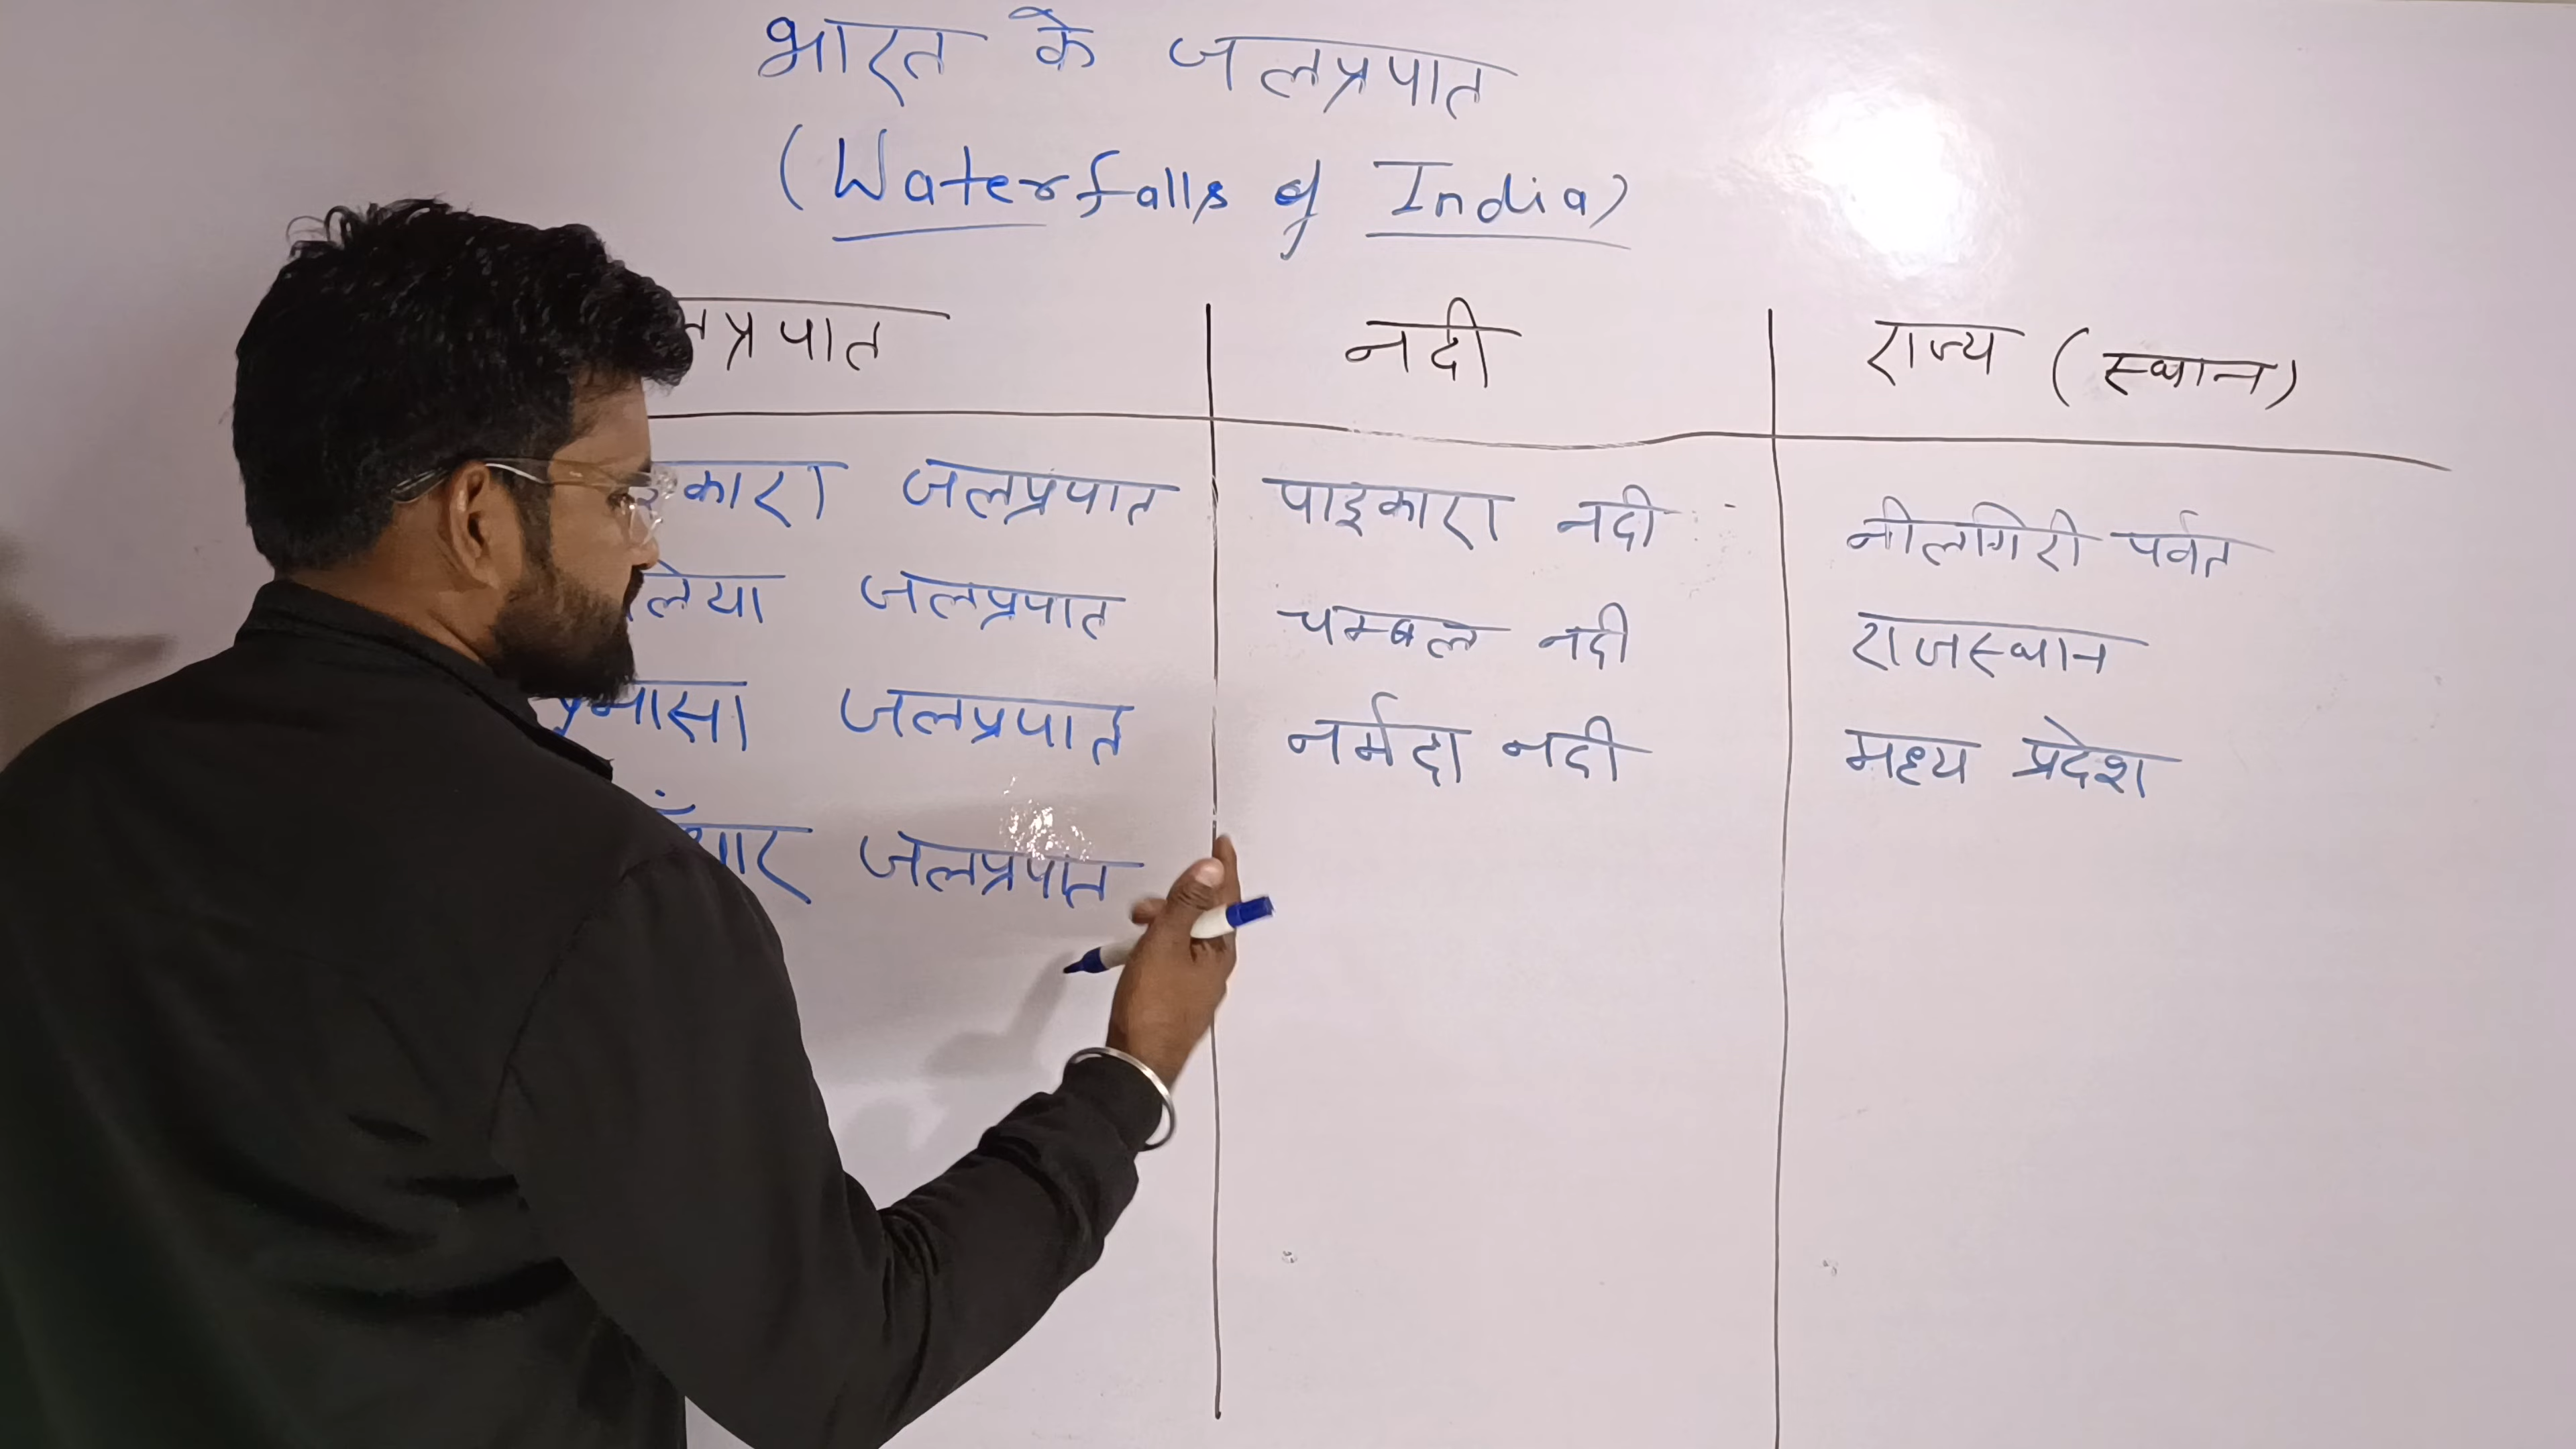 भारत के जलप्रपात
(Waterfalls of India)
नदी राज्य (स्थान)
जलप्रपात पाइकारा नदी नीलगिरी पर्वत
जलप्रपात चम्बल नदी राजस्थान
जलप्रपात नर्मदा नदी मध्य प्रदेश
जलप्रपात